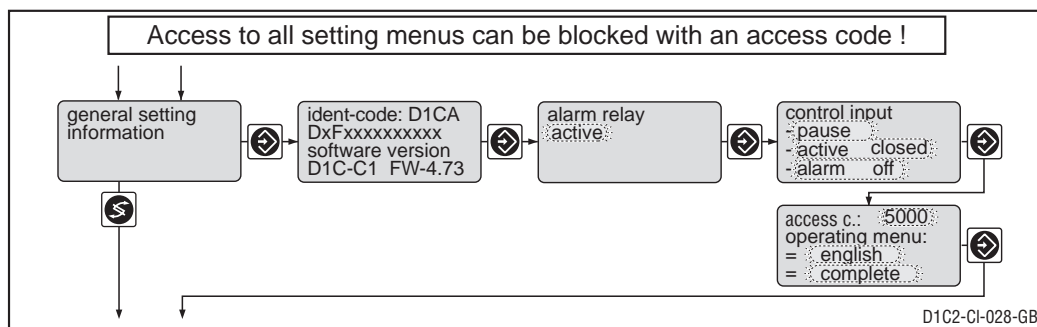 Access to all setting menus can be blocked with an access code !
general setting
information
ident-code: D1CA
DxFxxxxxxxxxx
software version
D1C-C1 FW-4.73
alarm relay
active
control input
- pause
- active closed
- alarm off
access c.: 5000
operating menu:
= english
= complete
D1C2-CI-028-GB